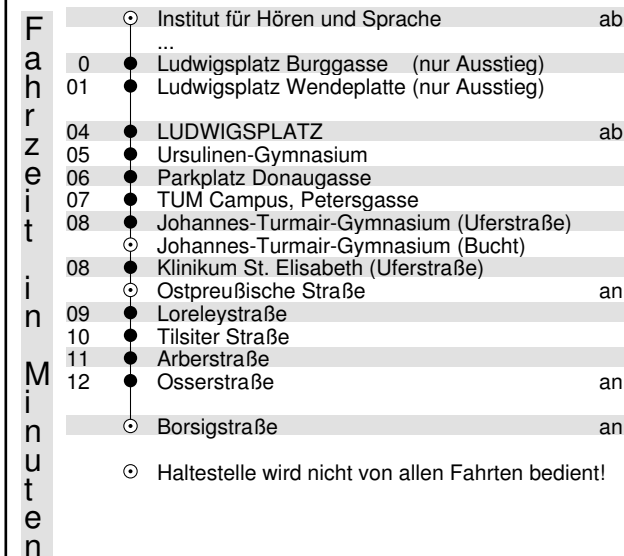 Fahrzeit in Minuten
Institut für Hören und Sprache ab
...
0 Ludwigsplatz Burggasse (nur Ausstieg)
01 Ludwigsplatz Wendeplatte (nur Ausstieg)
04 LUDWIGSPLATZ ab
05 Ursulinen-Gymnasium
06 Parkplatz Donaugasse
07 TUM Campus, Petersgasse
08 Johannes-Turmair-Gymnasium (Uferstraße)
Johannes-Turmair-Gymnasium (Bucht)
08 Klinikum St. Elisabeth (Uferstraße)
Ostpreußische Straße an
09 Loreleystraße
10 Tilsiter Straße
11 Arberstraße
12 Osserstraße an
Borsigstraße an
Haltestelle wird nicht von allen Fahrten bedient!